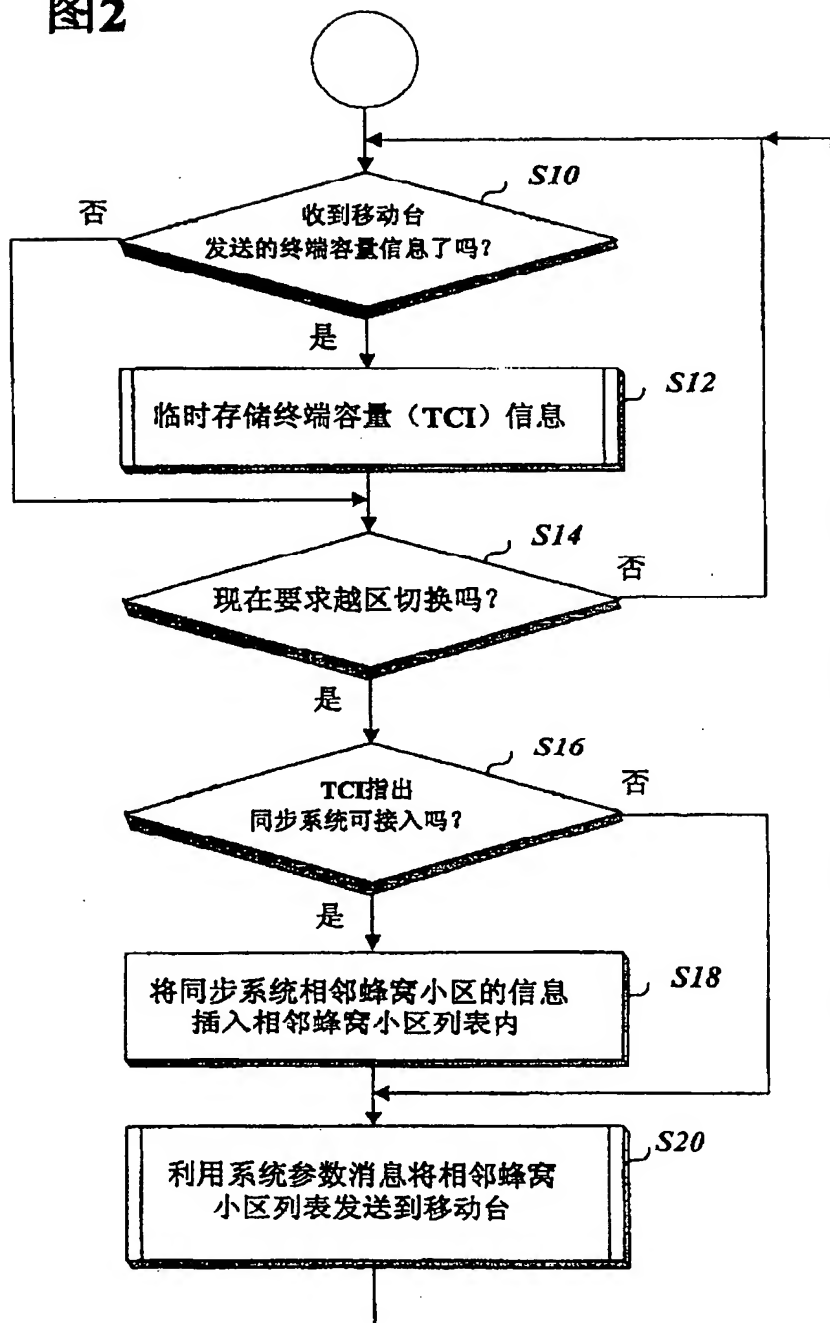 图2
S10
否
收到移动台
发送的终端容量信息了吗?
是
S12
临时存储终端容量（TCI）信息
S14
否
现在要求越区切换吗?
是
S16
否
TCI指出
同步系统可接入吗?
是
S18
将同步系统相邻蜂窝小区的信息
插入相邻蜂窝小区列表内
S20
利用系统参数消息将相邻蜂窝
小区列表发送到移动台